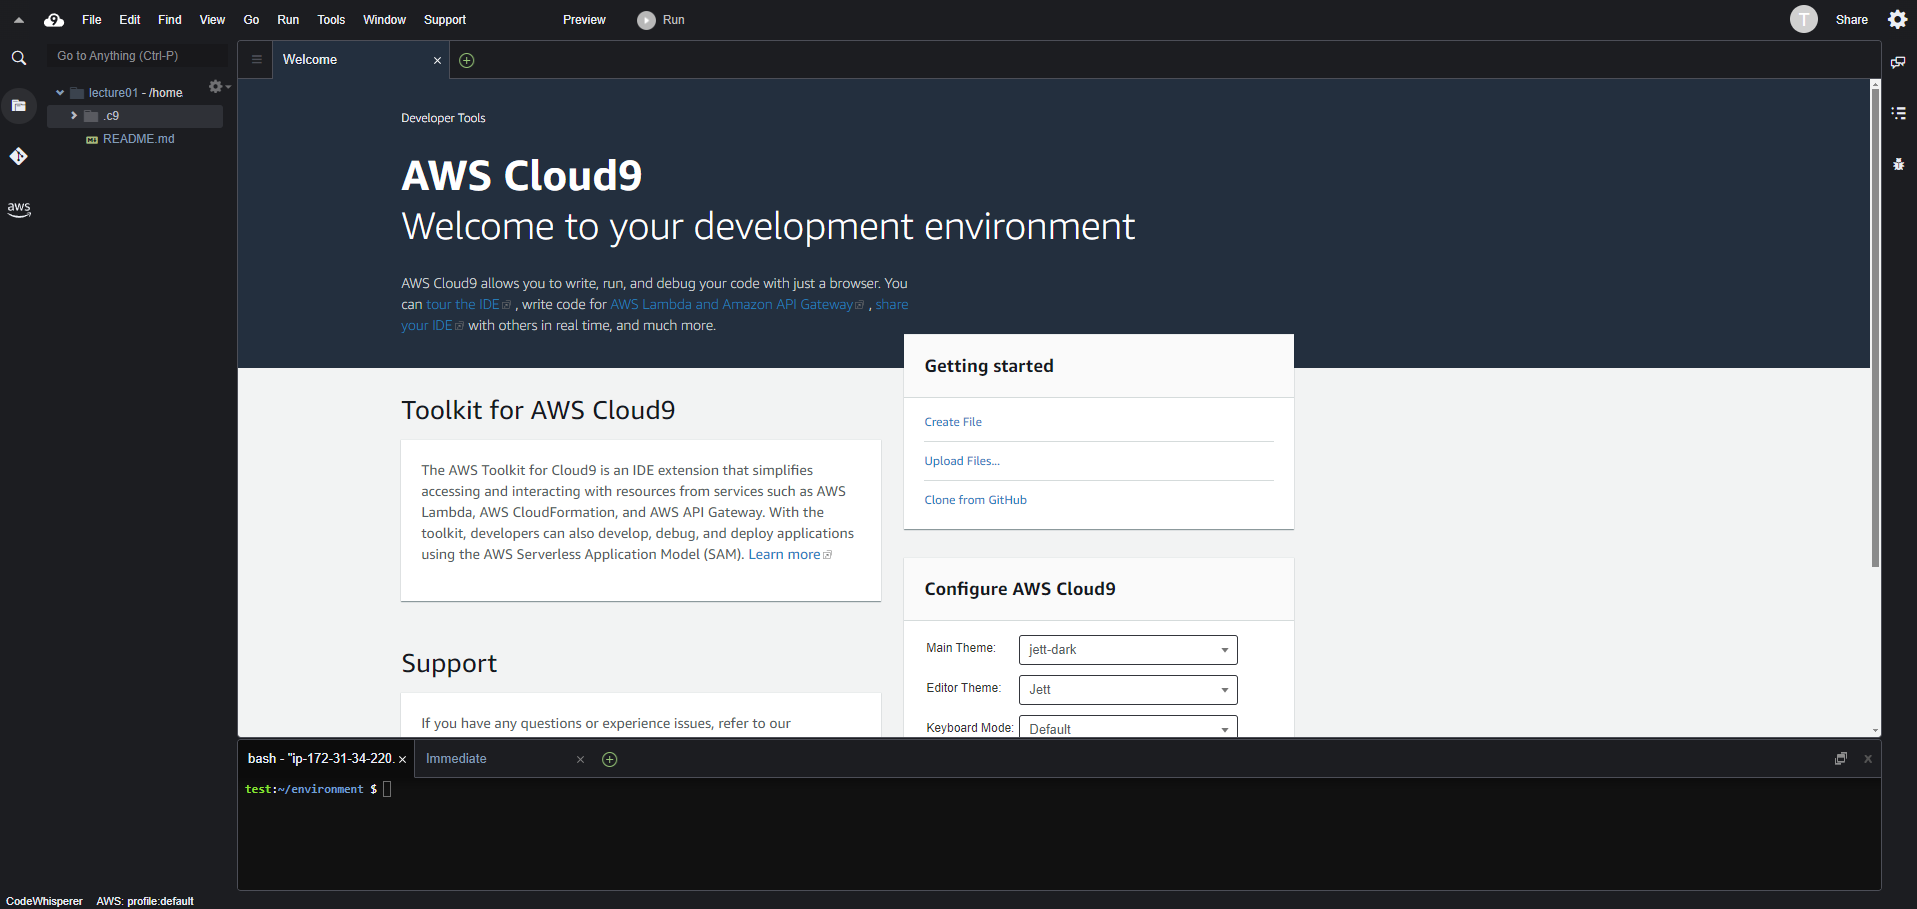 9 File Edit Find View Go Run Tools Window Support Preview Run T Share
Go to Anything (Ctrl-P)
lecture01 - /home
.c9
README.md
aws
Welcome
Developer Tools
AWS Cloud9
Welcome to your development environment
AWS Cloud9 allows you to write, run, and debug your code with just a browser. You
can tour the IDE , write code for AWS Lambda and Amazon API Gateway , share
your IDE with others in real time, and much more.
Getting started
Create File
Upload Files...
Clone from GitHub
Toolkit for AWS Cloud9
The AWS Toolkit for Cloud9 is an IDE extension that simplifies
accessing and interacting with resources from services such as AWS
Lambda, AWS CloudFormation, and AWS API Gateway. With the
toolkit, developers can also develop, debug, and deploy applications
using the AWS Serverless Application Model (SAM). Learn more
Configure AWS Cloud9
Main Theme: jett-dark
Editor Theme: Jett
Keyboard Mode: Default
Support
If you have any questions or experience issues, refer to our
bash - "ip-172-31-34-220. Immediate
test:~/environment $
CodeWhisperer AWS: profile:default